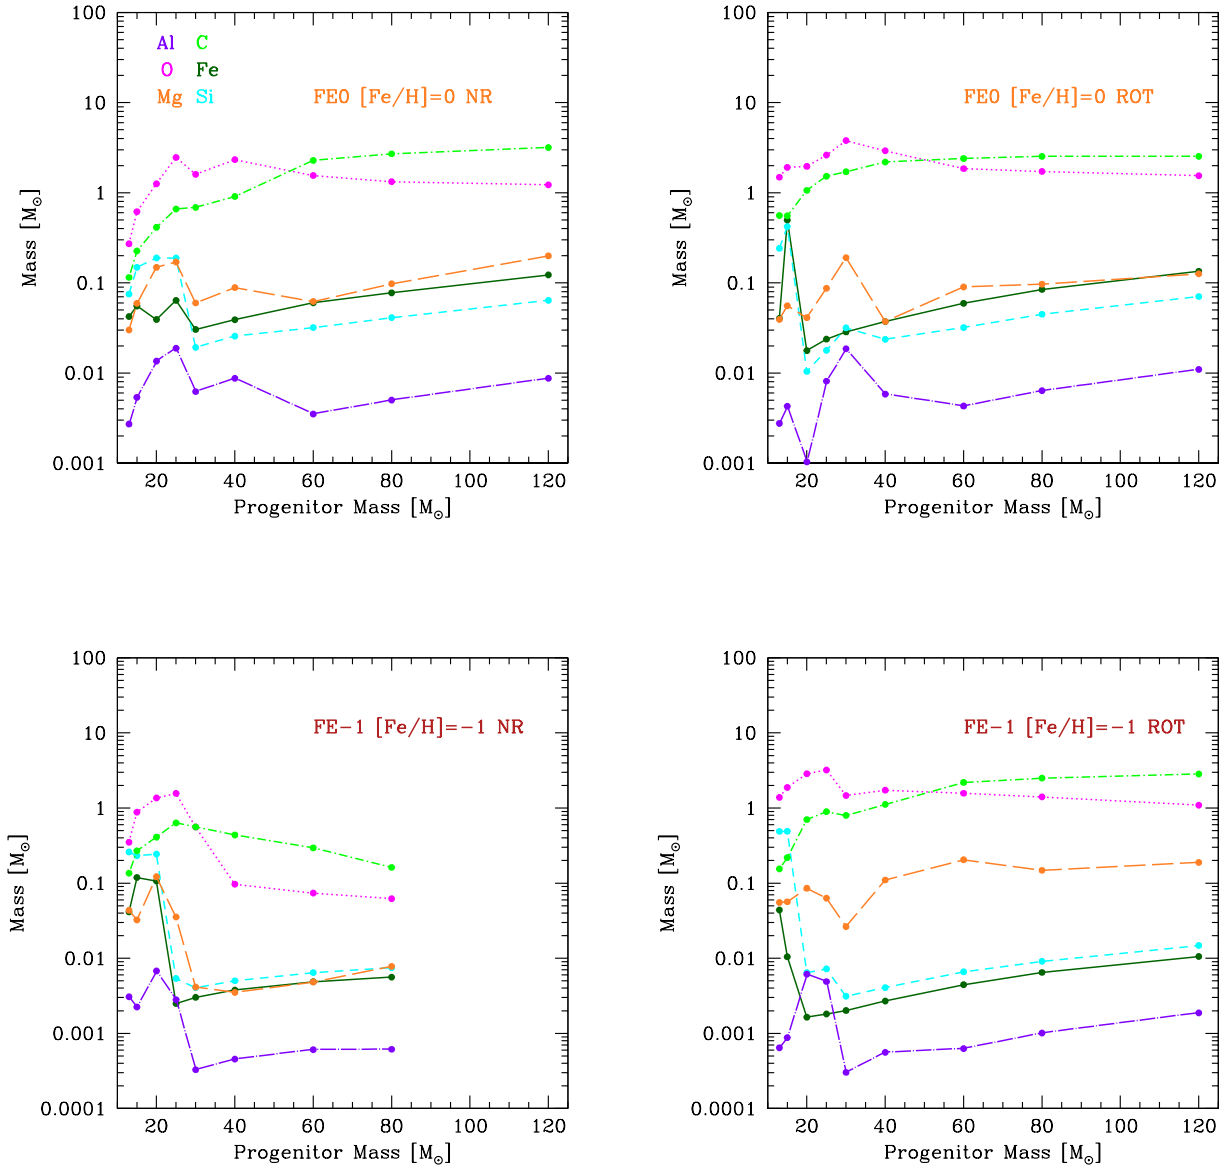 100
10
1
0.1
0.01
0.001
Mass [M⊙]
Al C
O Fe
Mg Si
FE0 [Fe/H]=0 NR
20 40 60 80 100 120
Progenitor Mass [M⊙]
100
10
1
0.1
0.01
0.001
Mass [M⊙]
FE0 [Fe/H]=0 ROT
20 40 60 80 100 120
Progenitor Mass [M⊙]
100
10
1
0.1
0.01
0.001
0.0001
Mass [M⊙]
FE−1 [Fe/H]=−1 NR
20 40 60 80 100 120
Progenitor Mass [M⊙]
100
10
1
0.1
0.01
0.001
0.0001
Mass [M⊙]
FE−1 [Fe/H]=−1 ROT
20 40 60 80 100 120
Progenitor Mass [M⊙]